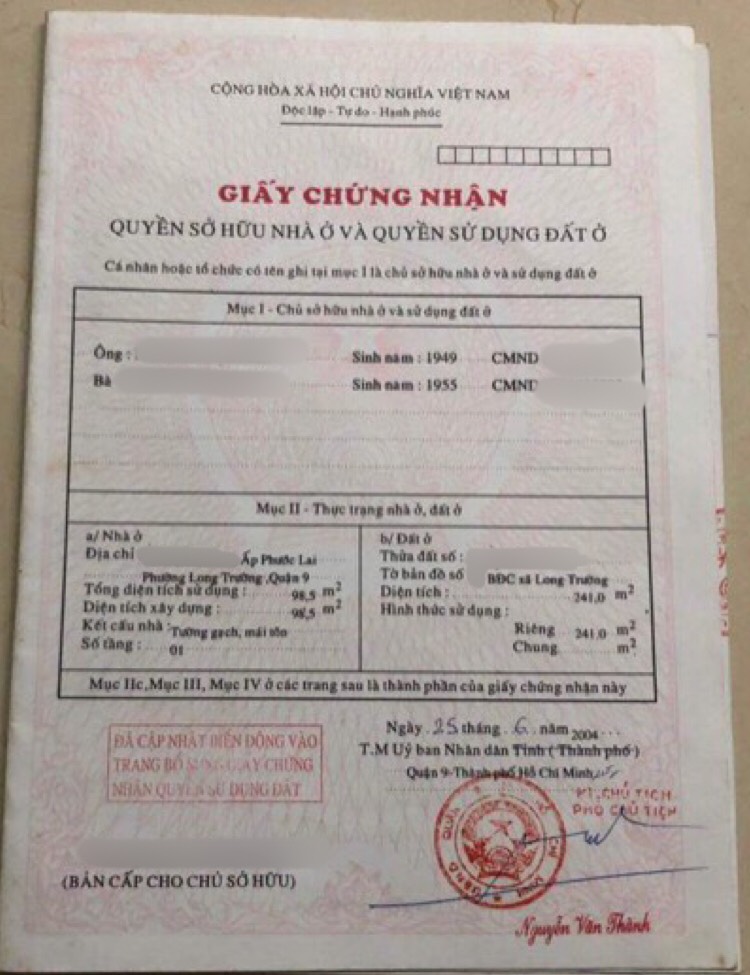 CỘNG HÒA XÃ HỘI CHỦ NGHĨA VIỆT NAM
Độc lập - Tự do - Hạnh phúc
GIẤY CHỨNG NHẬN
QUYỀN SỞ HỮU NHÀ Ở VÀ QUYỀN SỬ DỤNG ĐẤT Ở
Cá nhân hoặc tổ chức có tên ghi tại mục I là chủ sở hữu nhà ở và sử dụng đất ở
Mục I - Chủ sở hữu nhà ở và sử dụng đất ở
Ông : Sinh năm : 1949 CMND
Bà Sinh năm : 1955 CMND
Mục II - Thực trạng nhà ở, đất ở
a/ Nhà ở
Địa chỉ Ấp Phước Lai
Phường Long Trường ,Quận 9
Tổng diện tích sử dụng : 98,5 m²
Diện tích xây dựng : 98,5 m²
Kết cấu nhà : Tường gạch, mái tôn
Số tầng : 01
b/ Đất ở
Thửa đất số :
Tờ bản đồ số BĐC xã Long Trường
Diện tích : 241,0 m²
Hình thức sử dụng :
Riêng 241,0 m²
Chung m²
Mục IIc, Mục III, Mục IV ở các trang sau là thành phần của giấy chứng nhận này
Ngày 25 tháng 6 năm 2004
T.M Uỷ ban Nhân dân Tỉnh ( Thành phố )
Quận 9-Thành phố Hồ Chí Minh
ĐÃ CẬP NHẬT BIẾN ĐỘNG VÀO
TRANG BỔ SUNG GIẤY CHỨNG
NHẬN QUYỀN SỬ DỤNG ĐẤT
KT.CHỦ TỊCH
PHÓ CHỦ TỊCH
(BẢN CẤP CHO CHỦ SỞ HỮU)
Nguyễn Văn Thành